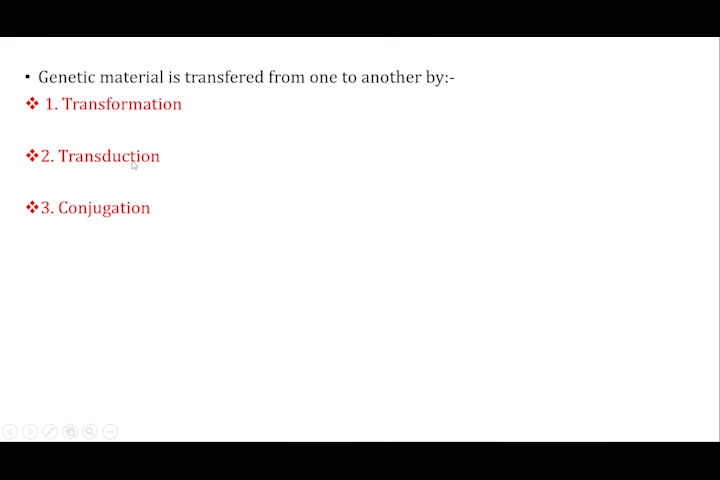 • Genetic material is transfered from one to another by:-
❖ 1. Transformation
❖2. Transduction
❖3. Conjugation